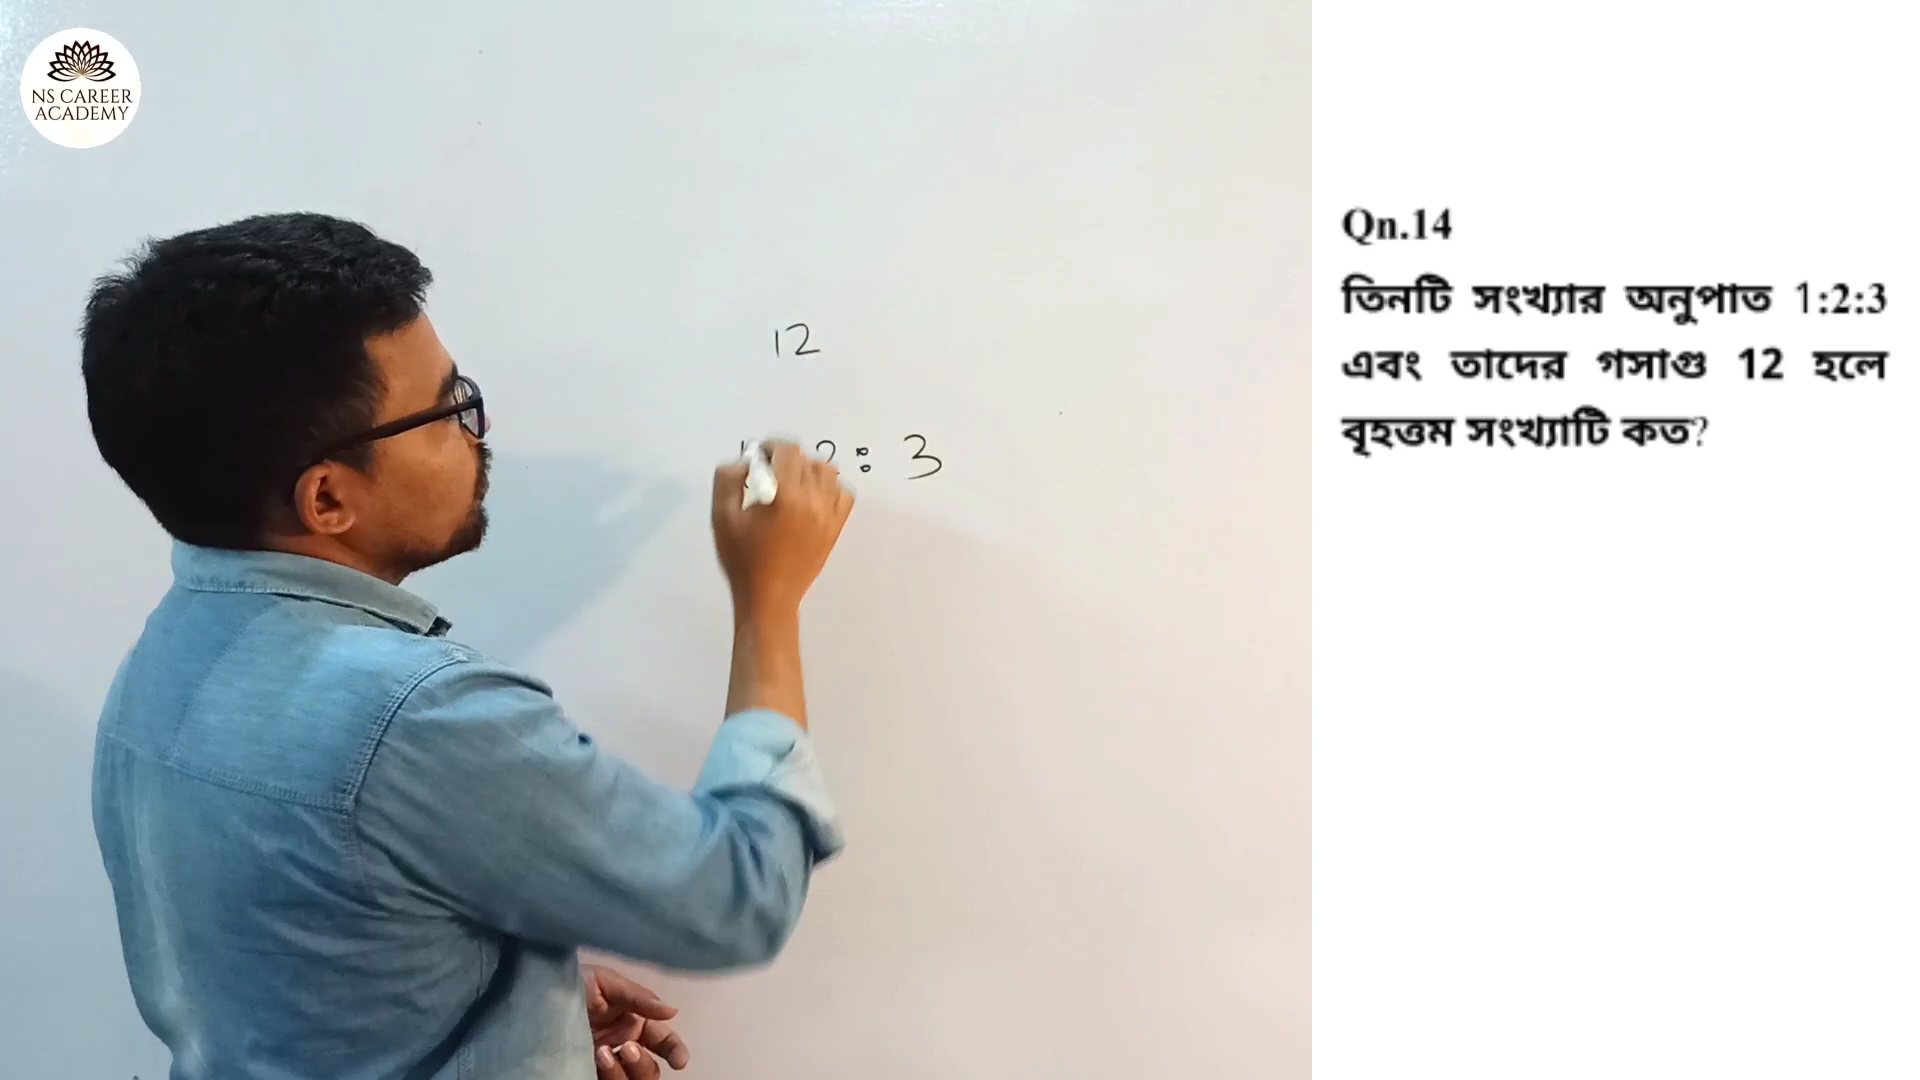 NS CAREER
ACADEMY
12
2 : 3
Qn.14
তিনটি সংখ্যার অনুপাত 1:2:3
এবং তাদের গসাগু 12 হলে
বৃহত্তম সংখ্যাটি কত?